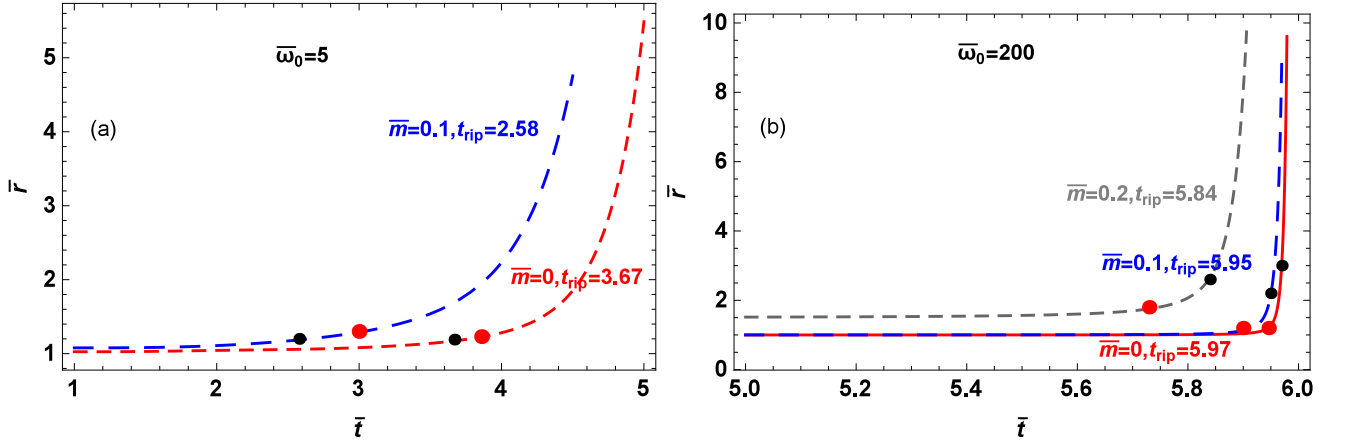 ω̅₀=5
(a)
m̅=0.1,t_rip=2.58
m̅=0,t_rip=3.67
r̅
5
4
3
2
1
1
2
3
4
5
t̅
ω̅₀=200
(b)
m̅=0.2,t_rip=5.84
m̅=0.1,t_rip=5.95
m̅=0,t_rip=5.97
r̅
10
8
6
4
2
0
5.0
5.2
5.4
5.6
5.8
6.0
t̅